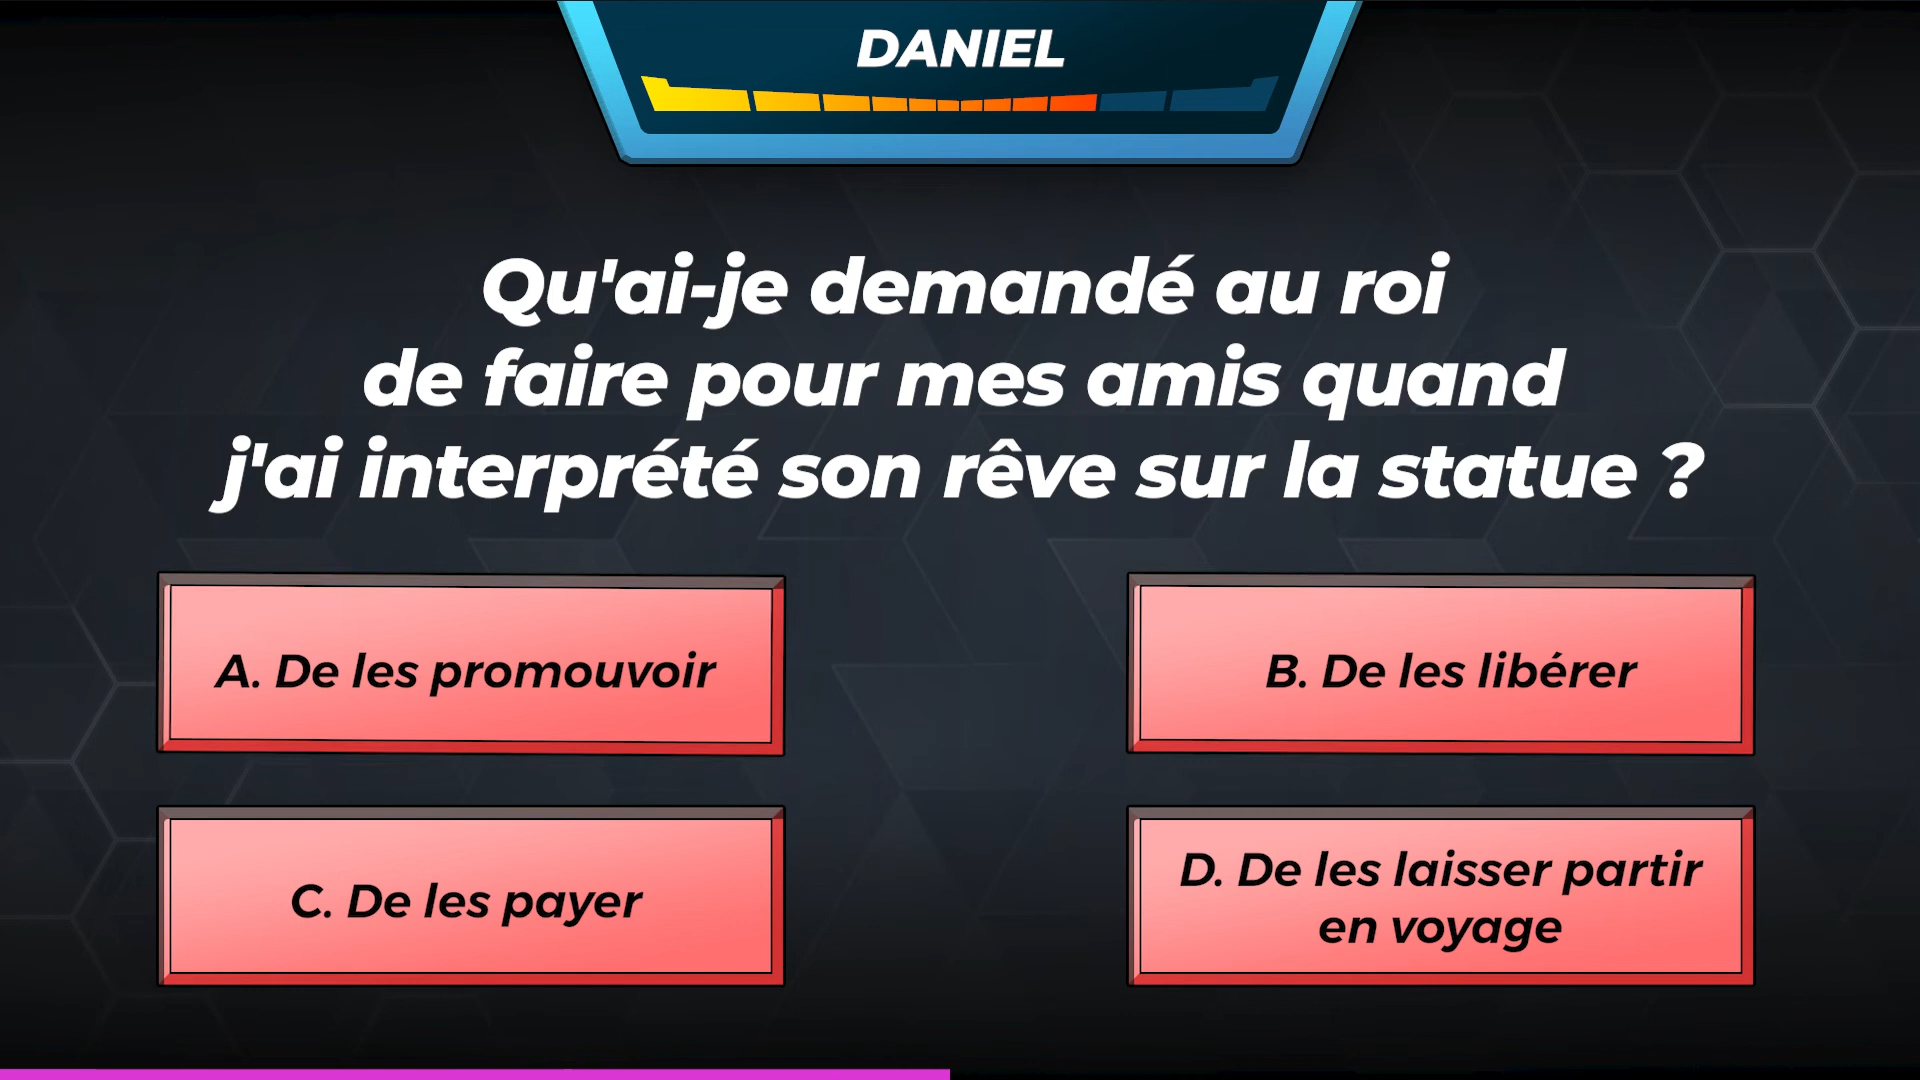 DANIEL
Qu'ai-je demandé au roi
de faire pour mes amis quand
j'ai interprété son rêve sur la statue ?
A. De les promouvoir
B. De les libérer
C. De les payer
D. De les laisser partir
en voyage